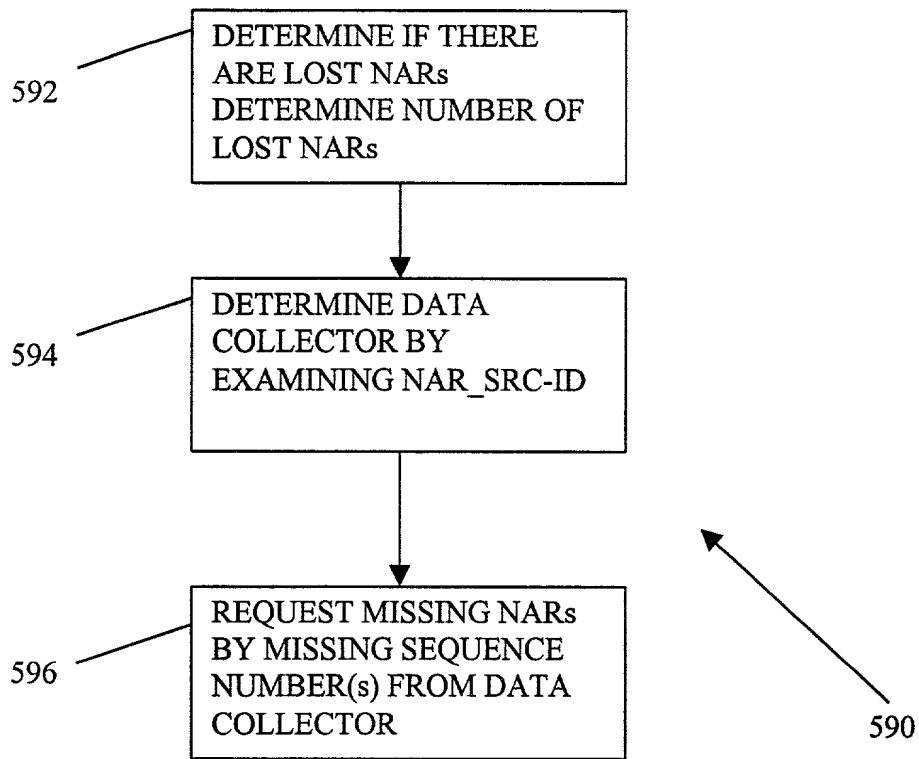 592
DETERMINE IF THERE
ARE LOST NARs
DETERMINE NUMBER OF
LOST NARs
594
DETERMINE DATA
COLLECTOR BY
EXAMINING NAR_SRC-ID
596
REQUEST MISSING NARs
BY MISSING SEQUENCE
NUMBER(s) FROM DATA
COLLECTOR
590